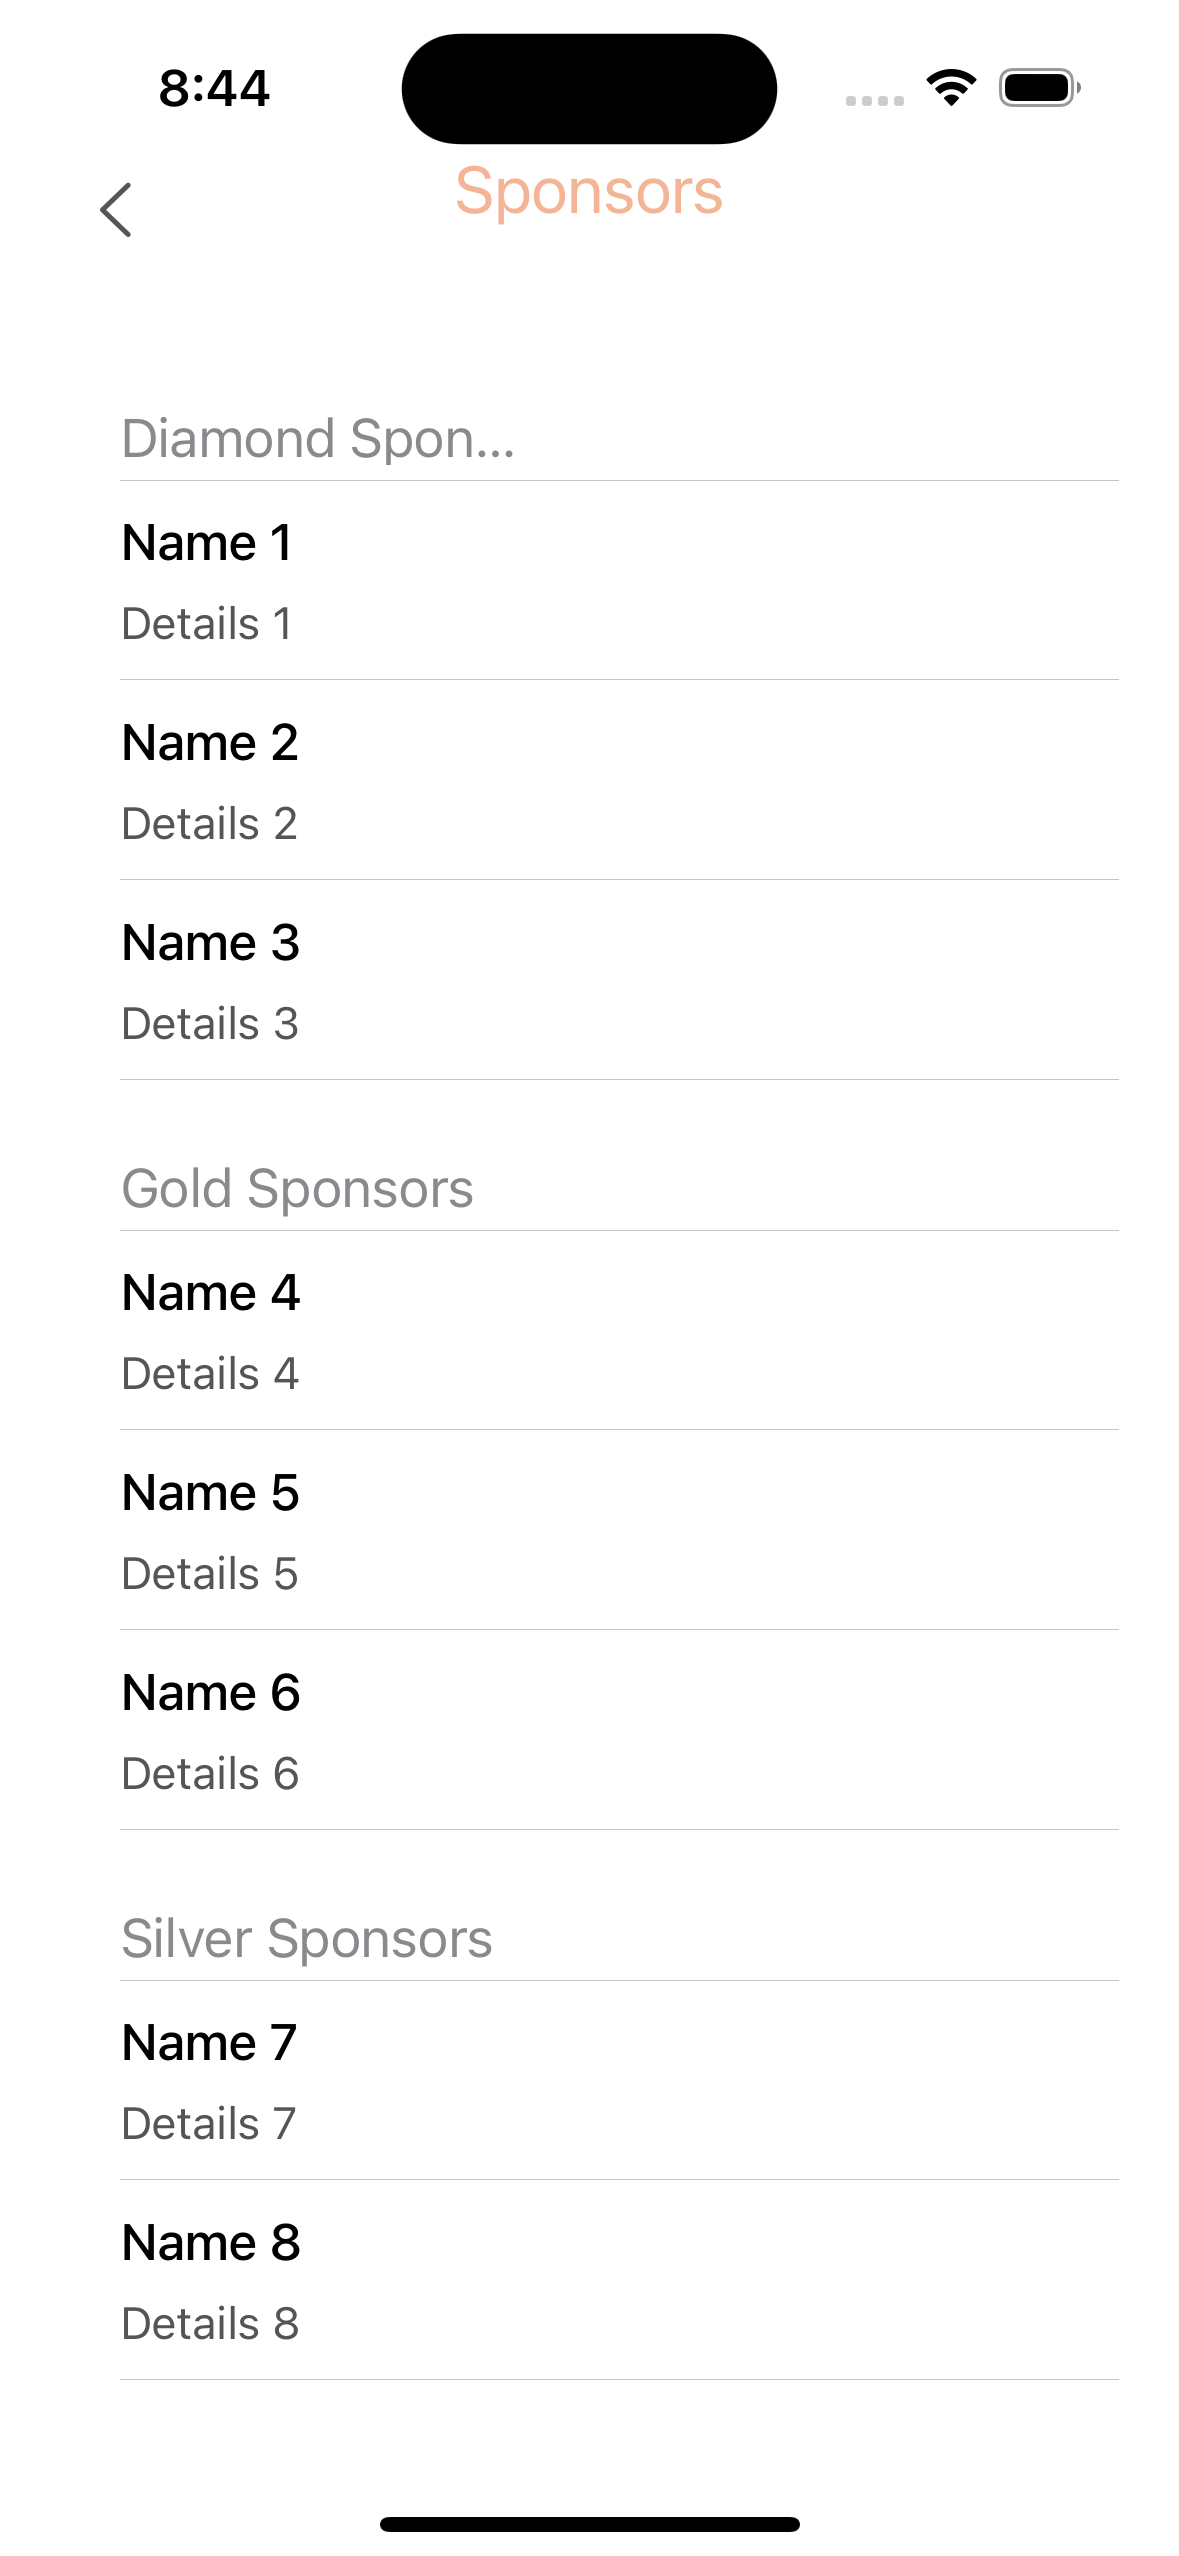 8:44
Sponsors
Diamond Spon...
Name 1
Details 1
Name 2
Details 2
Name 3
Details 3
Gold Sponsors
Name 4
Details 4
Name 5
Details 5
Name 6
Details 6
Silver Sponsors
Name 7
Details 7
Name 8
Details 8